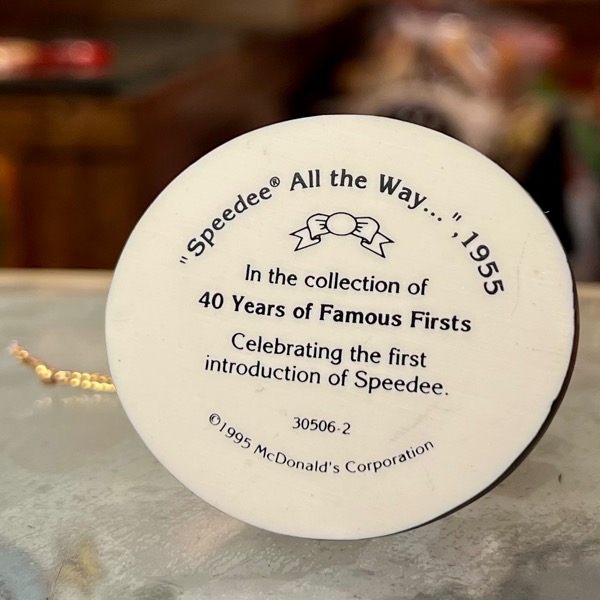 "Speedee® All the Way...", 1955
In the collection of
40 Years of Famous Firsts
Celebrating the first
introduction of Speedee.
30506-2
©1995 McDonald's Corporation